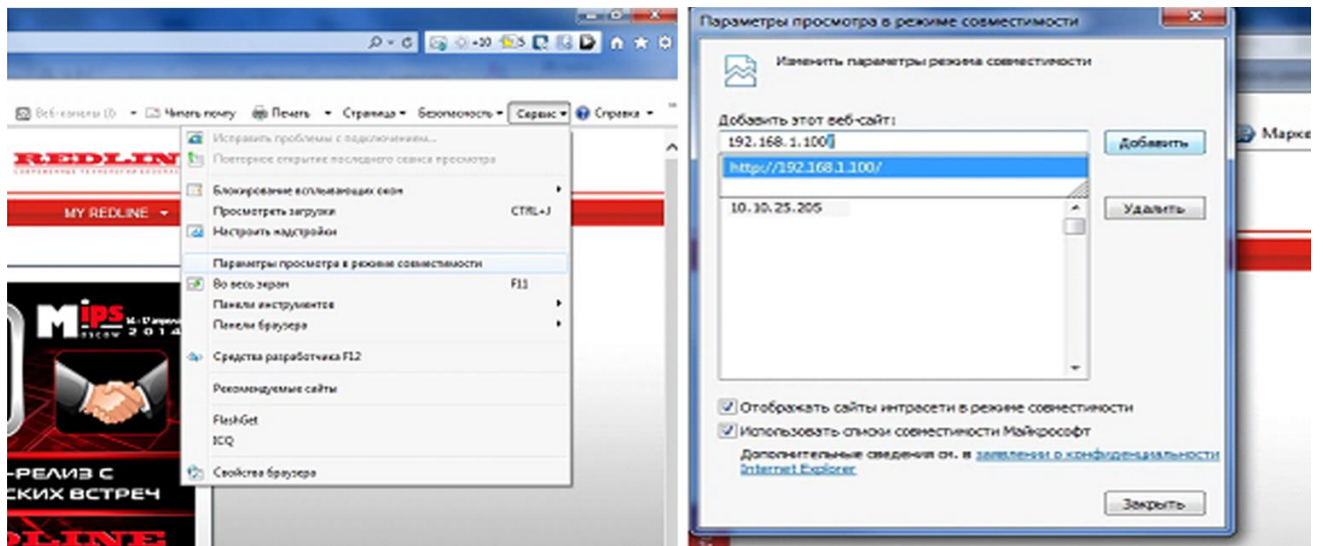 +30 5
Веб-каналы (I) Читать почту Печать Страница Безопасность Сервис Справка
REDLIN
MY REDLINE
Исправить проблемы с подключением...
Повторное открытие последнего сеанса просмотра
Блокирование всплывающих окон
Просмотреть загрузки CTRL+J
Настроить надстройки
Параметры просмотра в режиме совместимости
Во весь экран F11
Панели инструментов
Панели браузера
Средства разработчика F12
Рекомендуемые сайты
FlashGet
ICQ
Свойства браузера
Mips
2014
-РЕЛИЗ С
СКИХ ВСТРЕЧ
DLINE
Параметры просмотра в режиме совместимости
Изменить параметры режима совместимости
Добавить этот веб-сайт:
192.168.1.100
Добавить
http://192.168.1.100/
10.10.25.205
Удалить
Отображать сайты интрасети в режиме совместимости
Использовать списки совместимости Майкрософт
Дополнительные сведения см. в заявлении о конфиденциальности
Internet Explorer
Закрыть
Марке